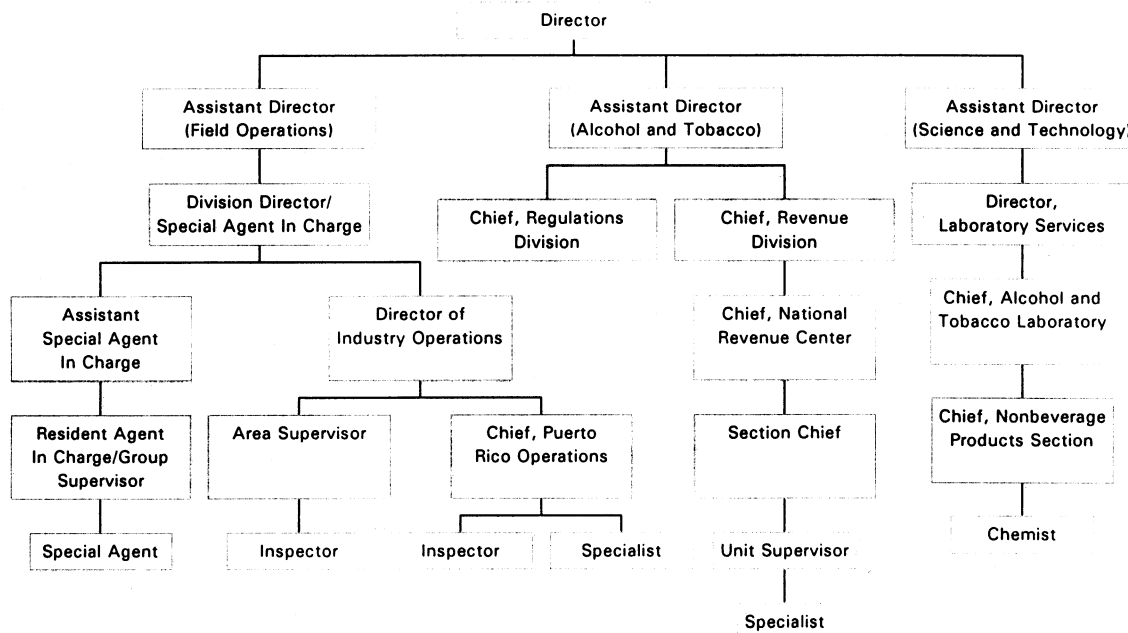 Director
Assistant Director
(Field Operations)
Assistant Director
(Alcohol and Tobacco)
Assistant Director
(Science and Technology)
Division Director/
Special Agent In Charge
Chief, Regulations
Division
Chief, Revenue
Division
Director,
Laboratory Services
Assistant
Special Agent
In Charge
Director of
Industry Operations
Chief, National
Revenue Center
Chief, Alcohol and
Tobacco Laboratory
Resident Agent
In Charge/Group
Supervisor
Area Supervisor
Chief, Puerto
Rico Operations
Section Chief
Chief, Nonbeverage
Products Section
Special Agent
Inspector
Inspector
Specialist
Unit Supervisor
Chemist
Specialist